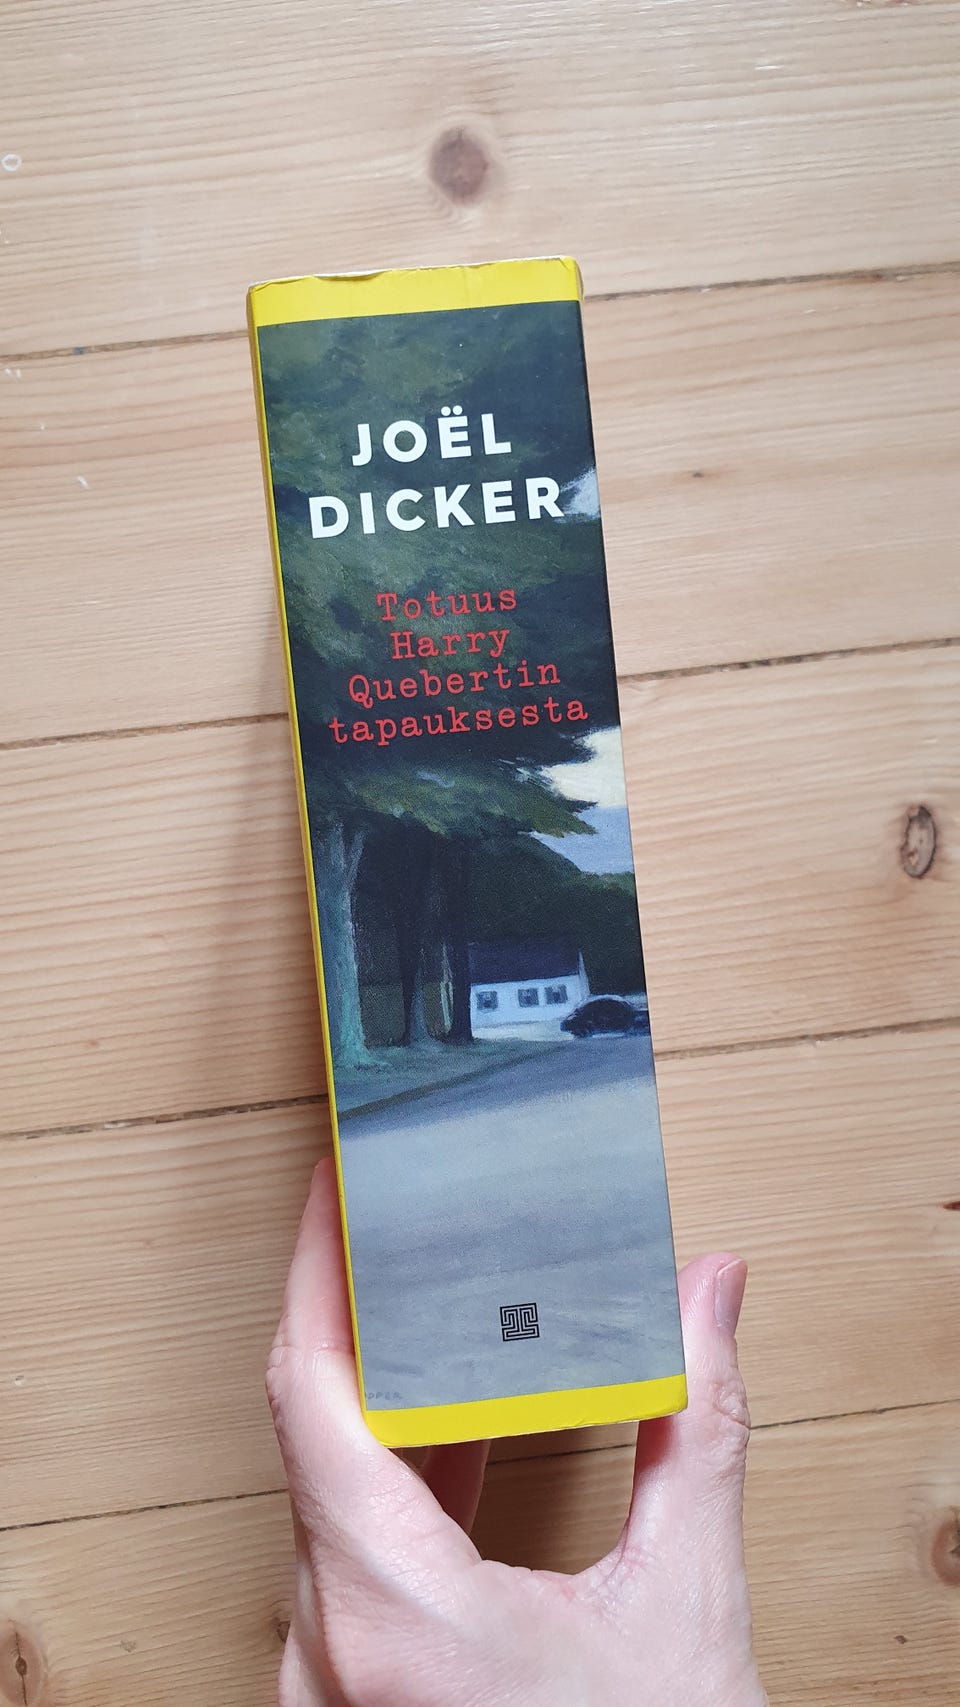 JOËL
DICKER
Totuus
Harry
Quebertin
tapauksesta